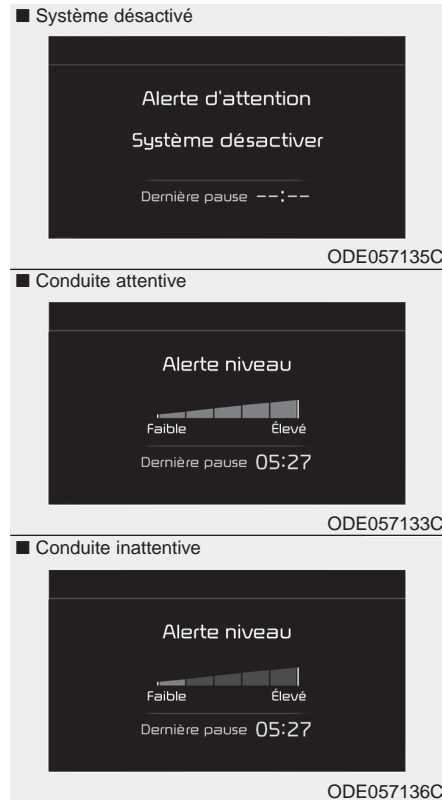 ■ Système désactivé
Alerte d'attention
Système désactiver
Dernière pause --:--
ODE057135C
■ Conduite attentive
Alerte niveau
Faible Élevé
Dernière pause 05:27
ODE057133C
■ Conduite inattentive
Alerte niveau
Faible Élevé
Dernière pause 05:27
ODE057136C